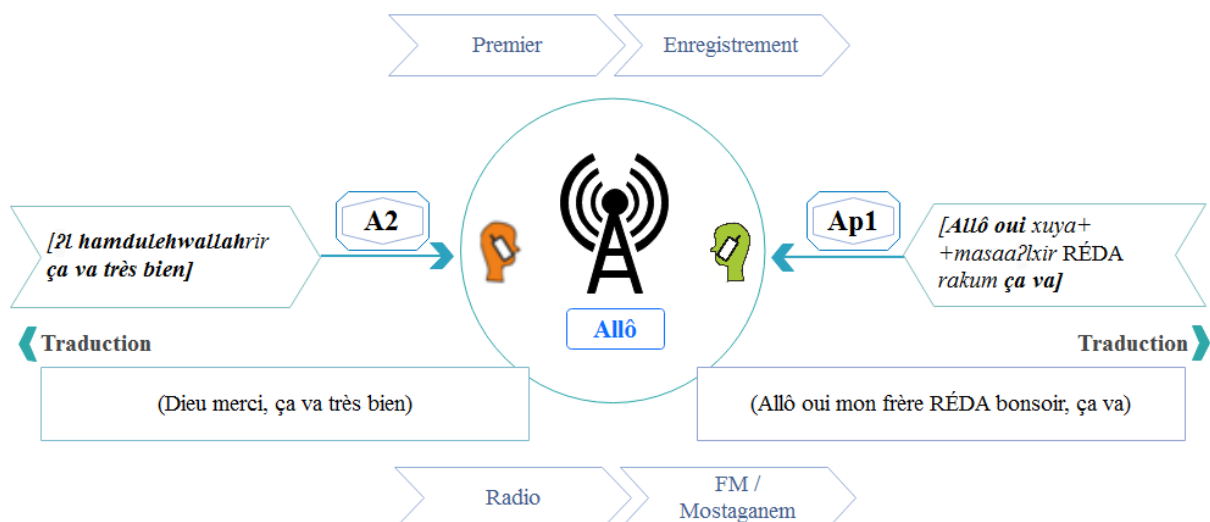 Premier
Enregistrement
A2
Ap1
[ʔl hamdulehwallahrir
ça va très bien]
[Allô oui xuya+
+masaaʔlxir RÉDA
rakum ça va]
Allô
Traduction
Traduction
(Dieu merci, ça va très bien)
(Allô oui mon frère RÉDA bonsoir, ça va)
Radio
FM /
Mostaganem